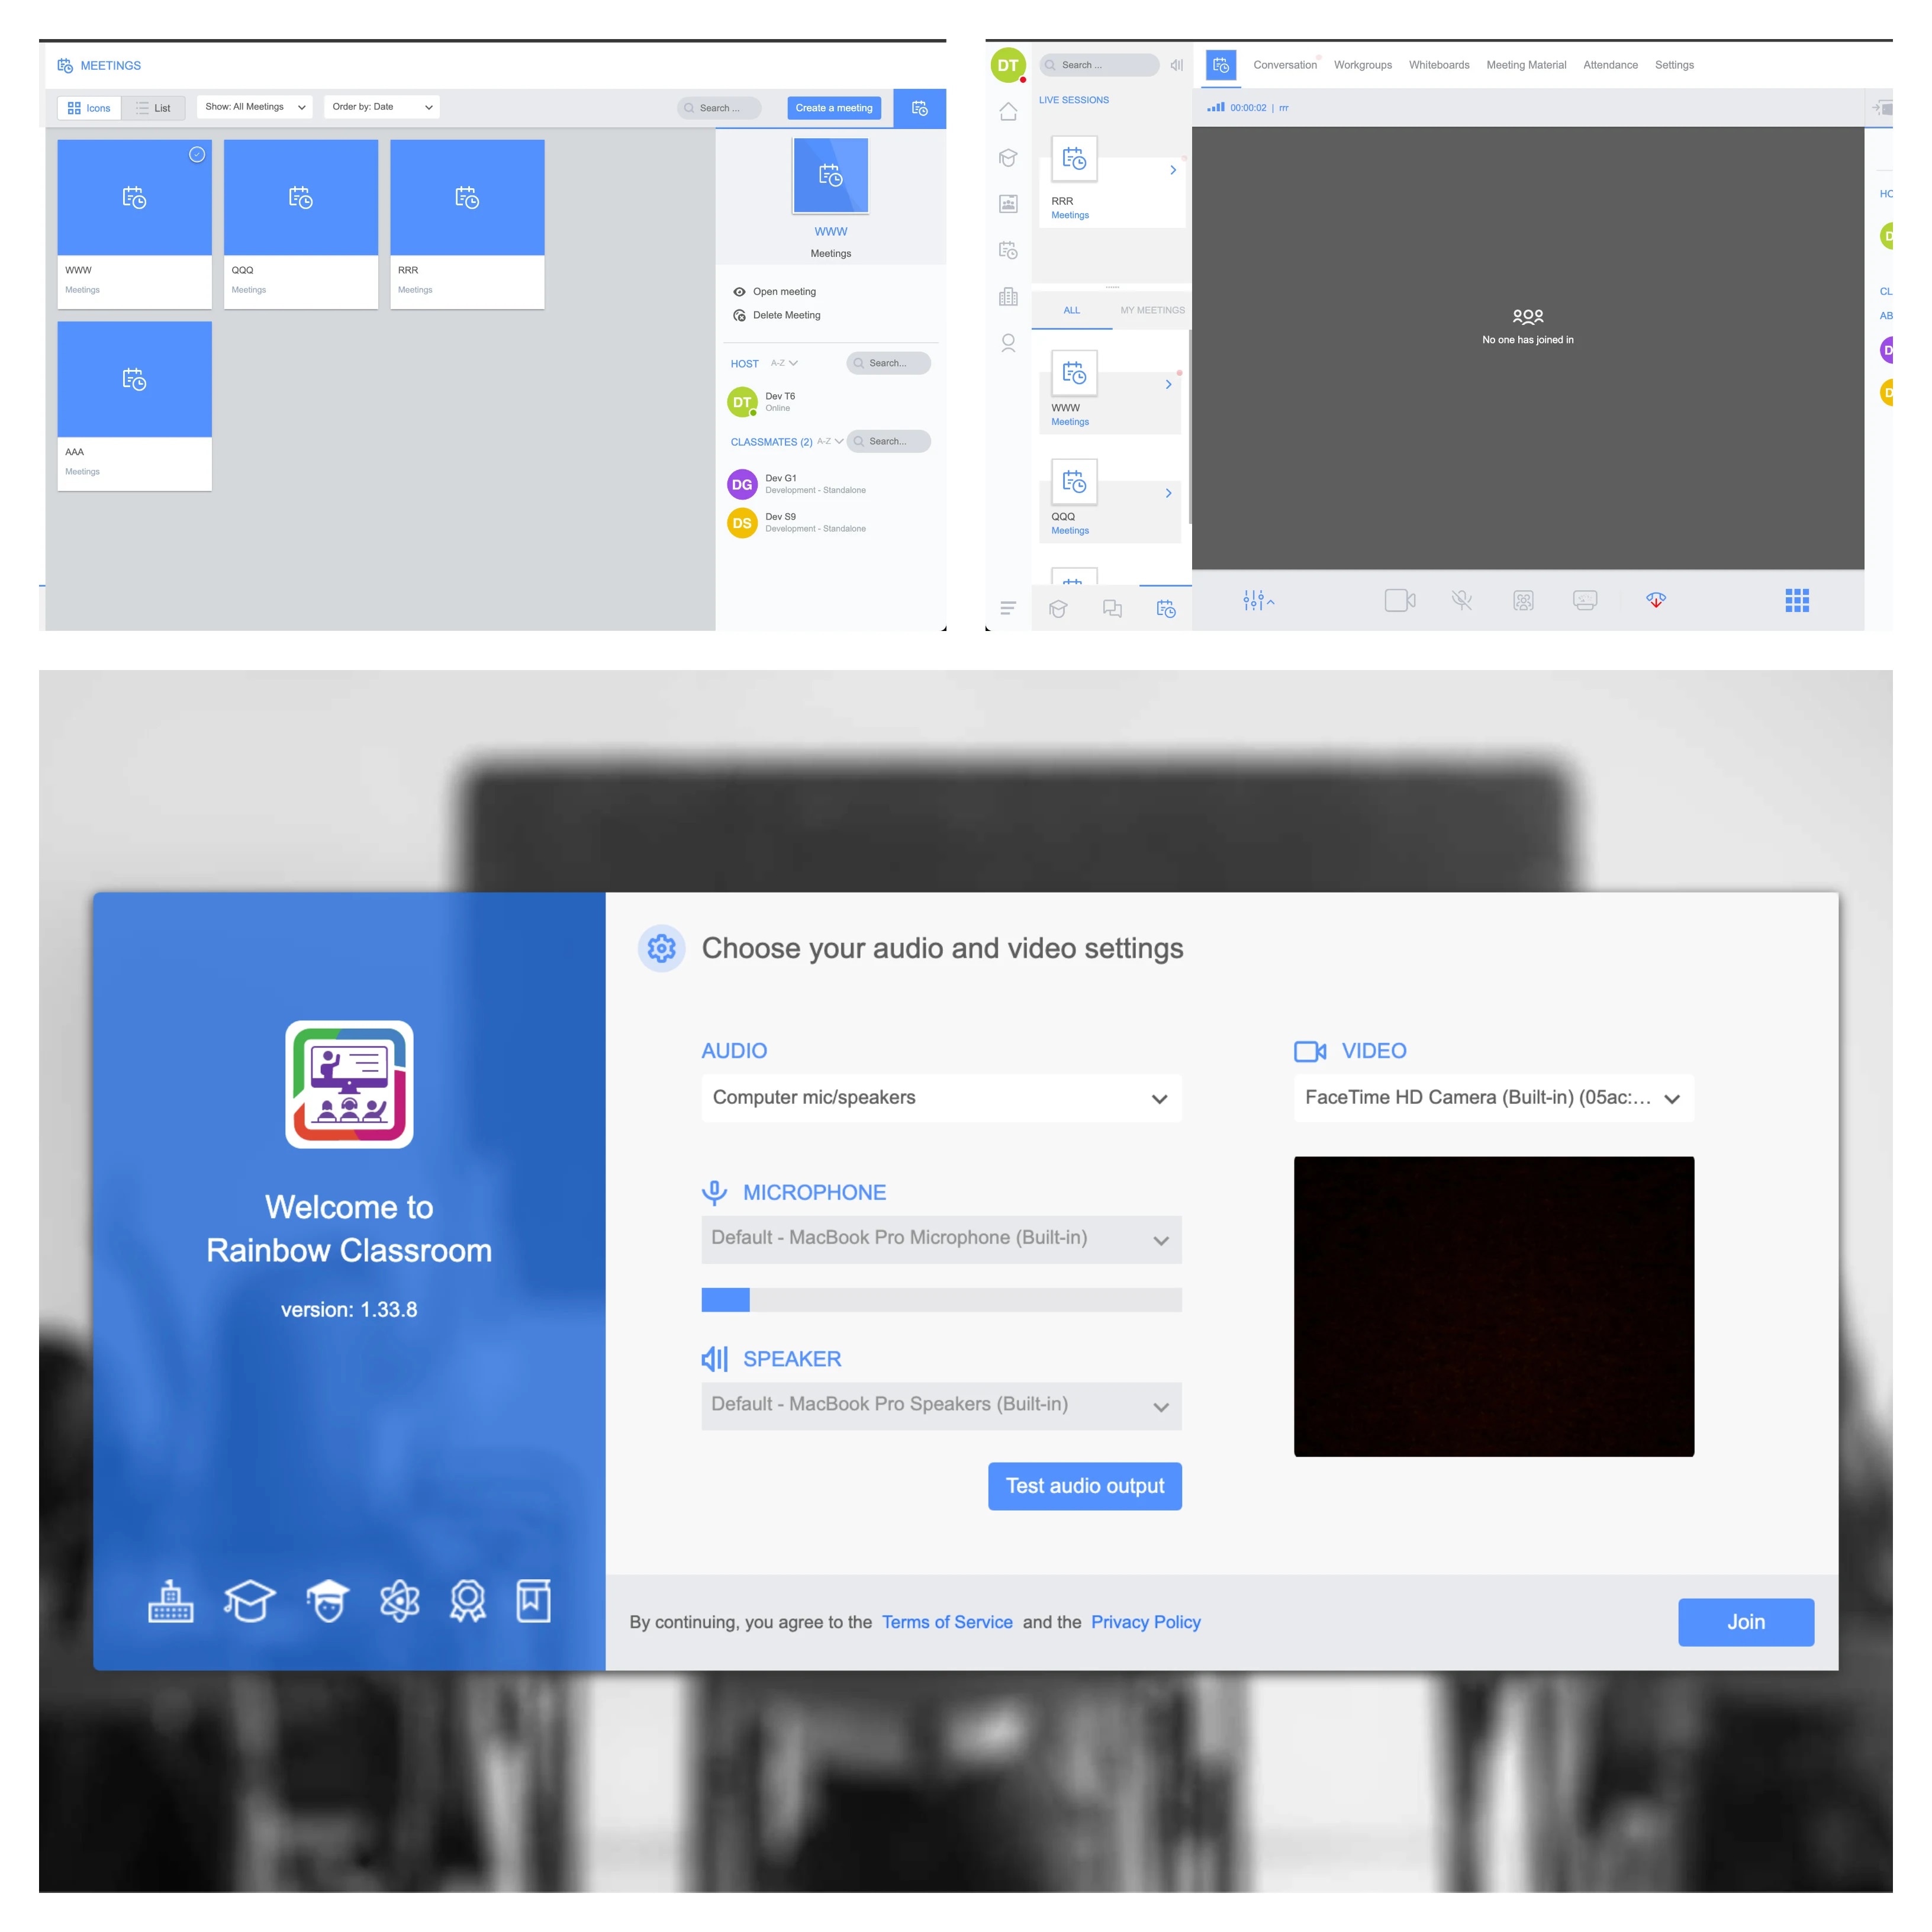 MEETINGS
Icons
List
Show: All Meetings
Order by: Date
Search ...
Create a meeting
WWW
Meetings
QQQ
Meetings
RRR
Meetings
AAA
Meetings
WWW
Meetings
Open meeting
Delete Meeting
HOST A-Z Search...
DT
Dev T6
Online
CLASSMATES (2) A-Z Search...
DG
Dev G1
Development - Standalone
DS
Dev S9
Development - Standalone
DT
Search ...
Conversation Workgroups Whiteboards Meeting Material Attendance Settings
LIVE SESSIONS
00:00:02 | rrr
RRR
Meetings
ALL MY MEETINGS
WWW
Meetings
QQQ
Meetings
No one has joined in
HO
CL
AB
Choose your audio and video settings
AUDIO
Computer mic/speakers
MICROPHONE
Default - MacBook Pro Microphone (Built-in)
SPEAKER
Default - MacBook Pro Speakers (Built-in)
Test audio output
VIDEO
FaceTime HD Camera (Built-in) (05ac:...
Welcome to
Rainbow Classroom
version: 1.33.8
By continuing, you agree to the Terms of Service and the Privacy Policy
Join